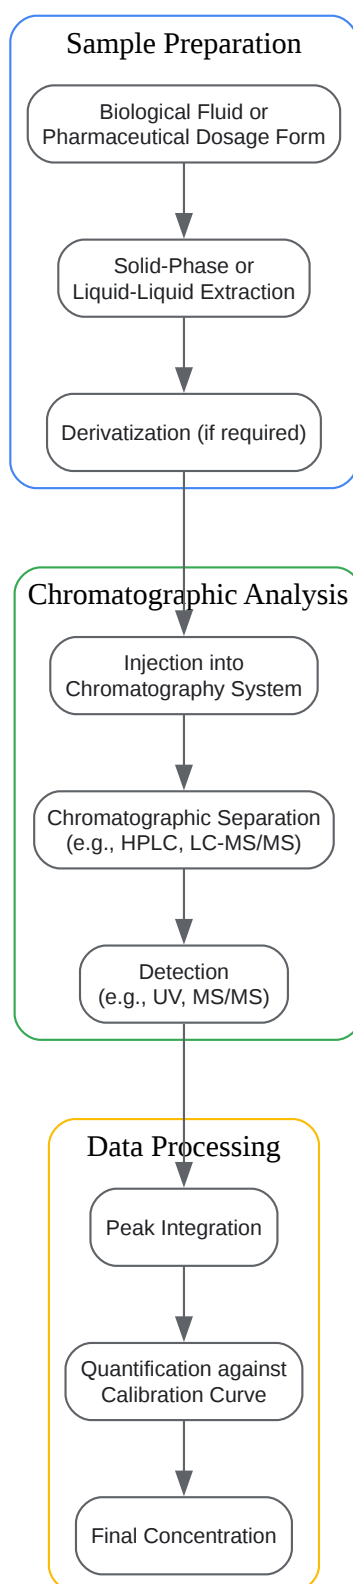 Sample Preparation
Biological Fluid or
Pharmaceutical Dosage Form
Solid-Phase or
Liquid-Liquid Extraction
Derivatization (if required)
Chromatographic Analysis
Injection into
Chromatography System
Chromatographic Separation
(e.g., HPLC, LC-MS/MS)
Detection
(e.g., UV, MS/MS)
Data Processing
Peak Integration
Quantification against
Calibration Curve
Final Concentration